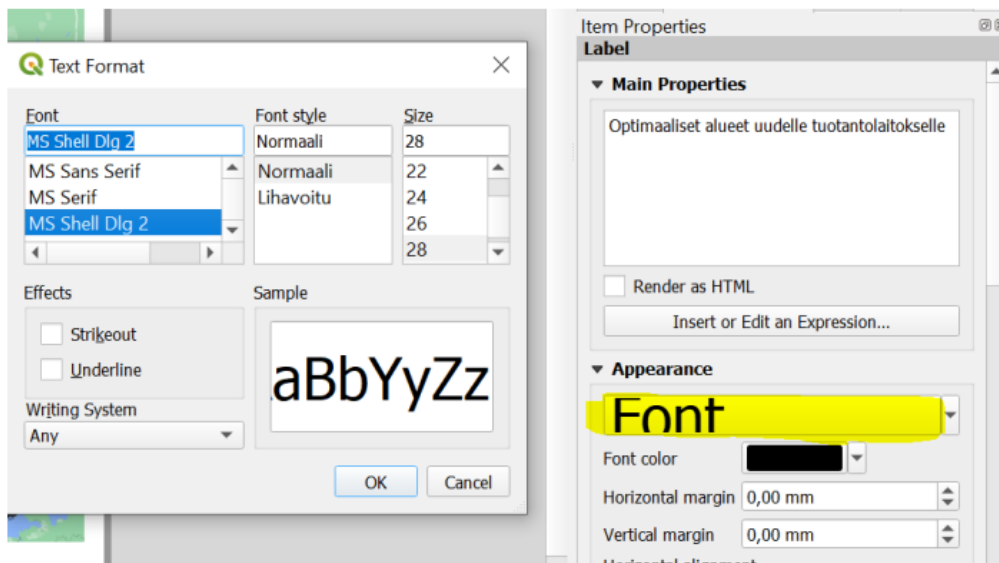 Text Format
Font
Font style
Size
MS Shell Dlg 2
Normaali
28
MS Sans Serif
Normaali
22
MS Serif
Lihavoitu
24
MS Shell Dlg 2
26
28
Effects
Sample
Strikeout
Underline
aBbYyZz
Writing System
Any
OK
Cancel
Item Properties
Label
Main Properties
Optimaaliset alueet uudelle tuotantolaitokselle
Render as HTML
Insert or Edit an Expression...
Appearance
Font
Font color
Horizontal margin
0,00 mm
Vertical margin
0,00 mm